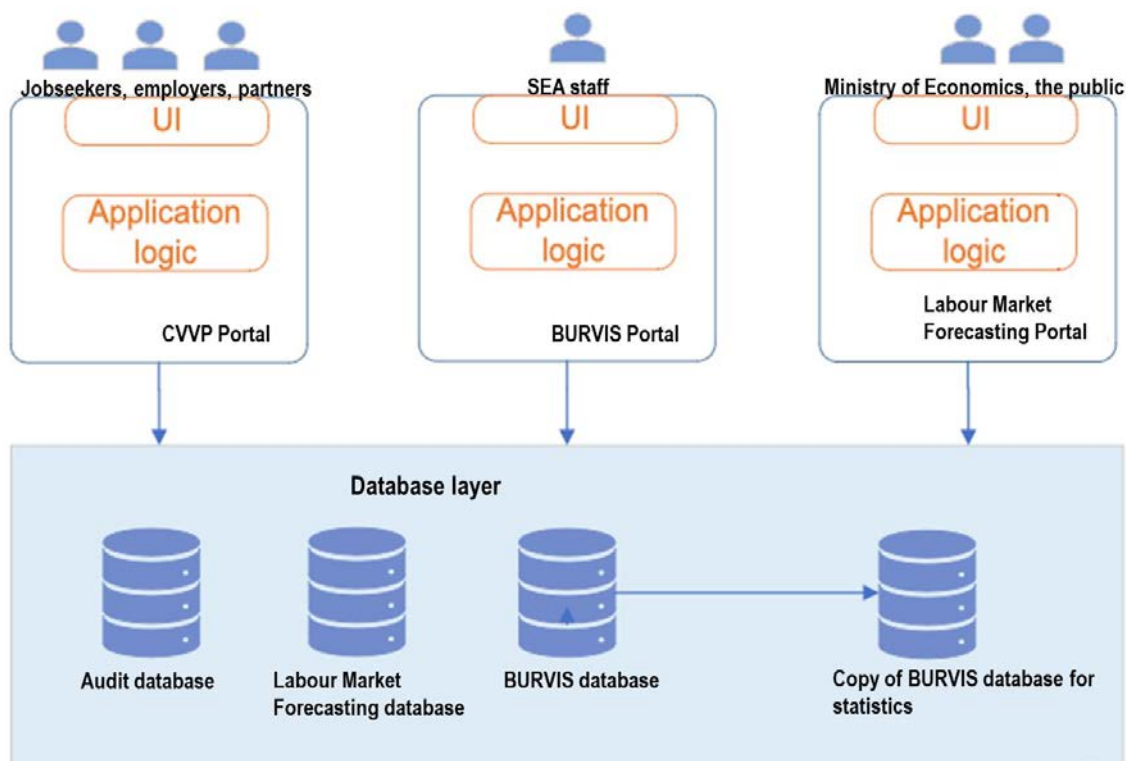 Jobseekers, employers, partners
SEA staff
Ministry of Economics, the public
UI
UI
UI
Application
logic
Application
logic
Application
logic
CVVP Portal
BURVIS Portal
Labour Market
Forecasting Portal
Database layer
Audit database
Labour Market
Forecasting database
BURVIS database
Copy of BURVIS database for
statistics